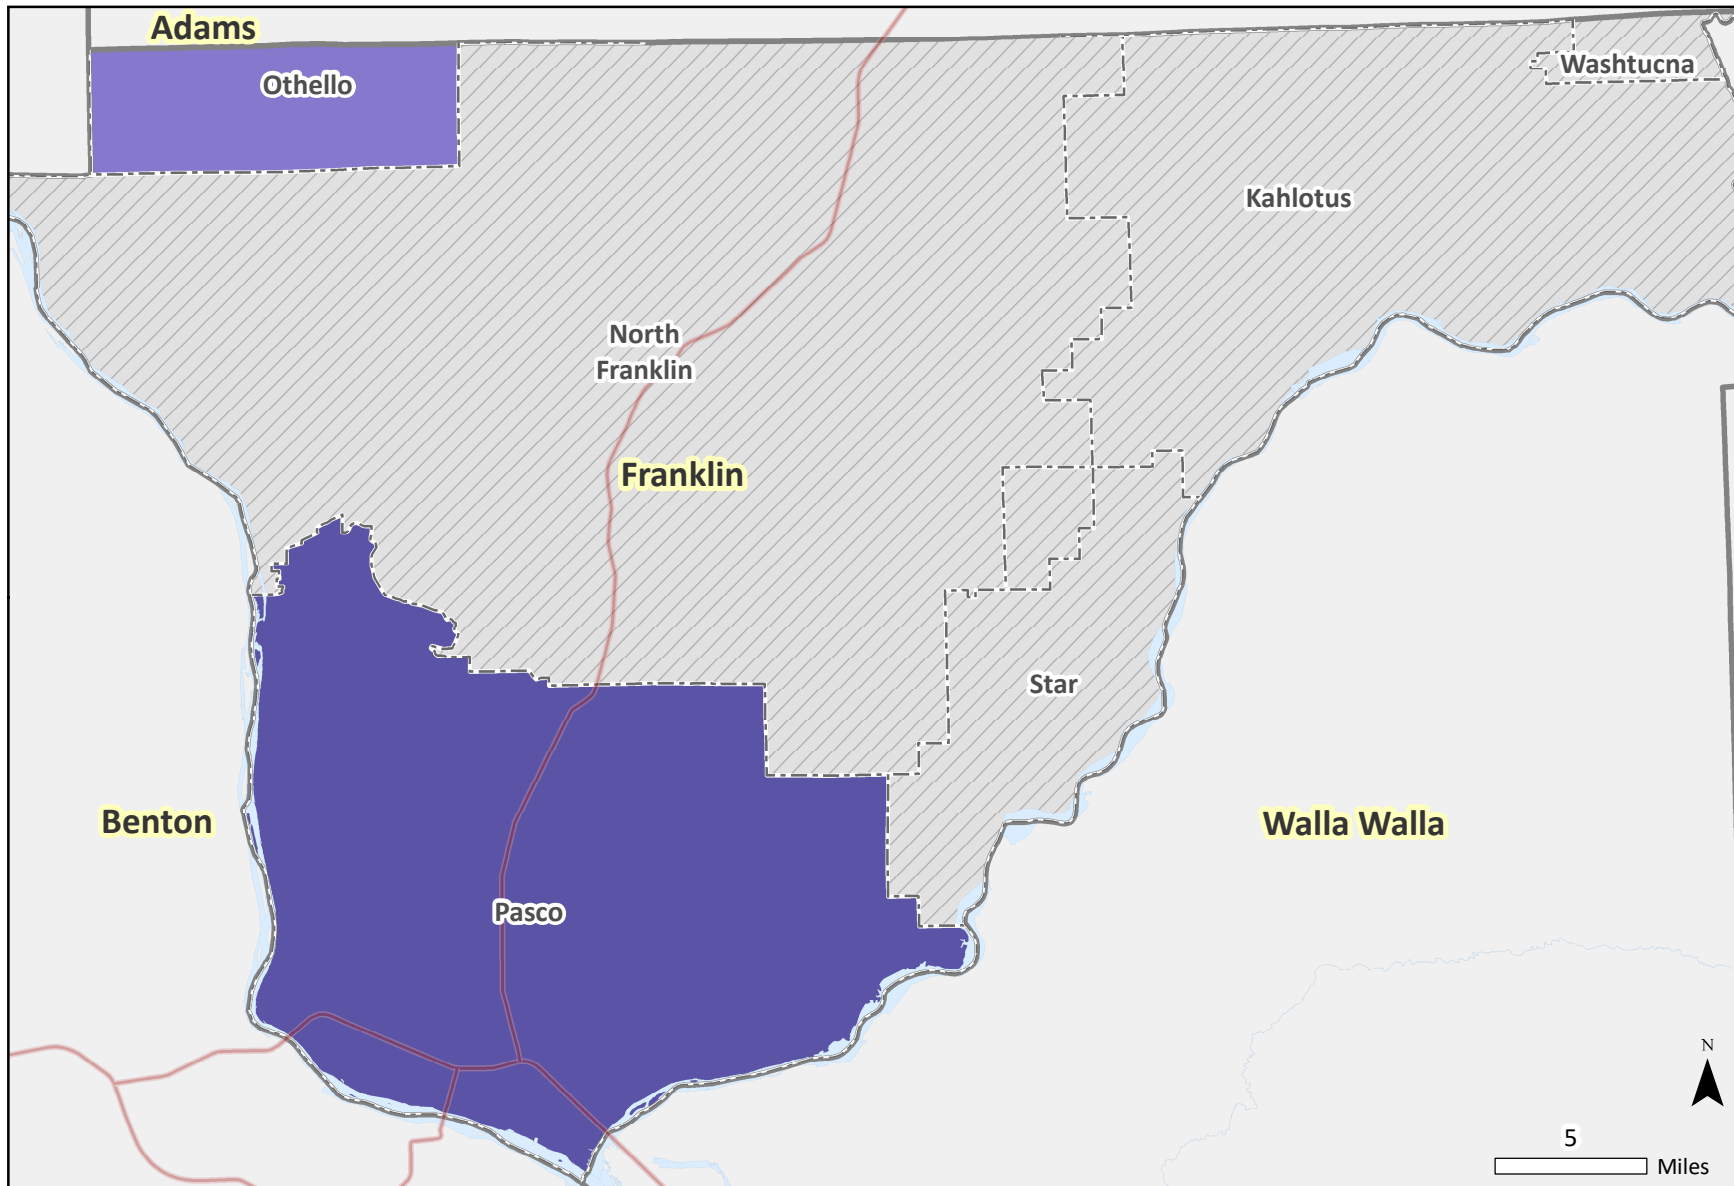 Adams
Othello
Washtucna
Kahlotus
North
Franklin
Franklin
Star
Benton
Walla Walla
Pasco
N
5
Miles